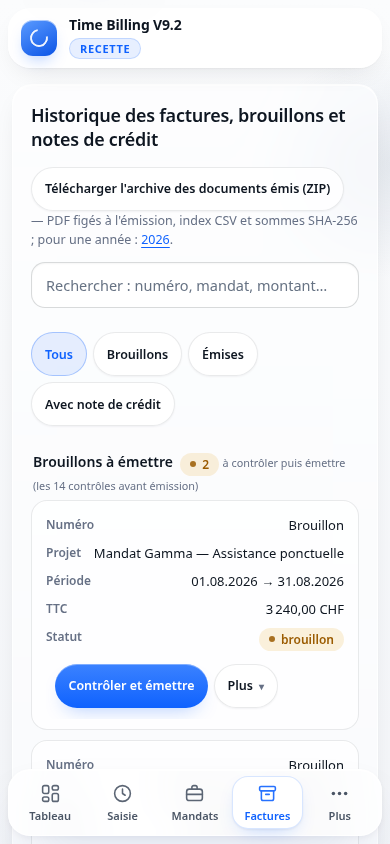 Time Billing V9.2
RECETTE
Historique des factures, brouillons et
notes de crédit
Télécharger l'archive des documents émis (ZIP)
— PDF figés à l'émission, index CSV et sommes SHA-256
; pour une année : 2026.
Rechercher : numéro, mandat, montant…
Tous
Brouillons
Émises
Avec note de crédit
Brouillons à émettre 2 à contrôler puis émettre
(les 14 contrôles avant émission)
Numéro Brouillon
Projet Mandat Gamma — Assistance ponctuelle
Période 01.08.2026 → 31.08.2026
TTC 3 240,00 CHF
Statut brouillon
Contrôler et émettre Plus ▾
Numéro Brouillon
Tableau Saisie Mandats Factures Plus